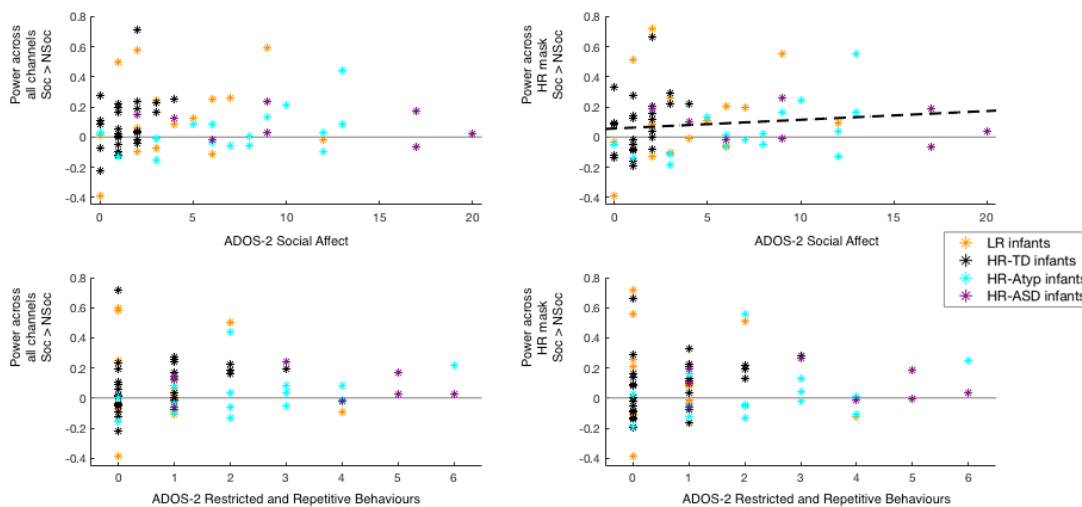 Power across
all channels
Soc > NSoc
0.8
0.6
0.4
0.2
0
-0.2
-0.4
0 5 10 15 20
ADOS-2 Social Affect
Power across
HR mask
Soc > NSoc
0.8
0.6
0.4
0.2
0
-0.2
-0.4
0 5 10 15 20
ADOS-2 Social Affect
LR infants
HR-TD infants
HR-Atyp infants
HR-ASD infants
Power across
all channels
Soc > NSoc
0.8
0.6
0.4
0.2
0
-0.2
-0.4
0 1 2 3 4 5 6
ADOS-2 Restricted and Repetitive Behaviours
Power across
HR mask
Soc > NSoc
0.8
0.6
0.4
0.2
0
-0.2
-0.4
0 1 2 3 4 5 6
ADOS-2 Restricted and Repetitive Behaviours